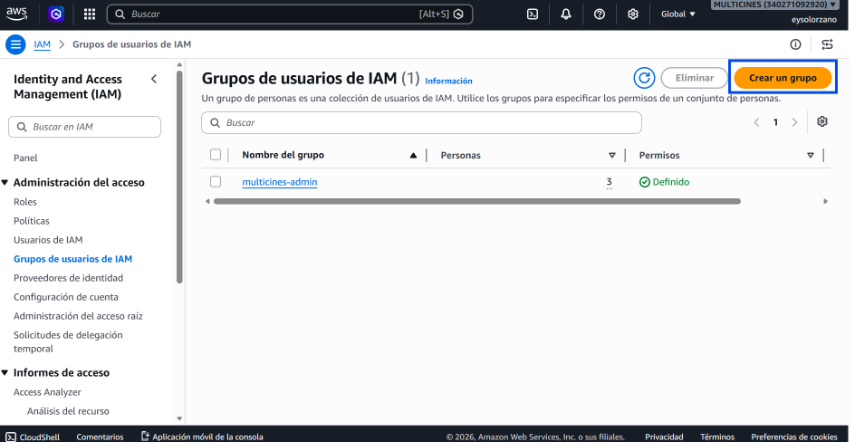 aws
Buscar
[Alt+S]
Global ▼
MULTICINES (340271092920) ▼
eysolorzano
IAM > Grupos de usuarios de IAM
Identity and Access Management (IAM)
Buscar en IAM
Panel
Administración del acceso
Roles
Políticas
Usuarios de IAM
Grupos de usuarios de IAM
Proveedores de identidad
Configuración de cuenta
Administración del acceso raíz
Solicitudes de delegación
temporal
Informes de acceso
Access Analyzer
Análisis del recurso
Grupos de usuarios de IAM (1) Información
Eliminar
Crear un grupo
Un grupo de personas es una colección de usuarios de IAM. Utilice los grupos para especificar los permisos de un conjunto de personas.
Buscar
1
Nombre del grupo
Personas
Permisos
multicines-admin
3
Definido
CloudShell
Comentarios
Aplicación móvil de la consola
© 2026, Amazon Web Services, Inc. o sus filiales.
Privacidad
Términos
Preferencias de cookies